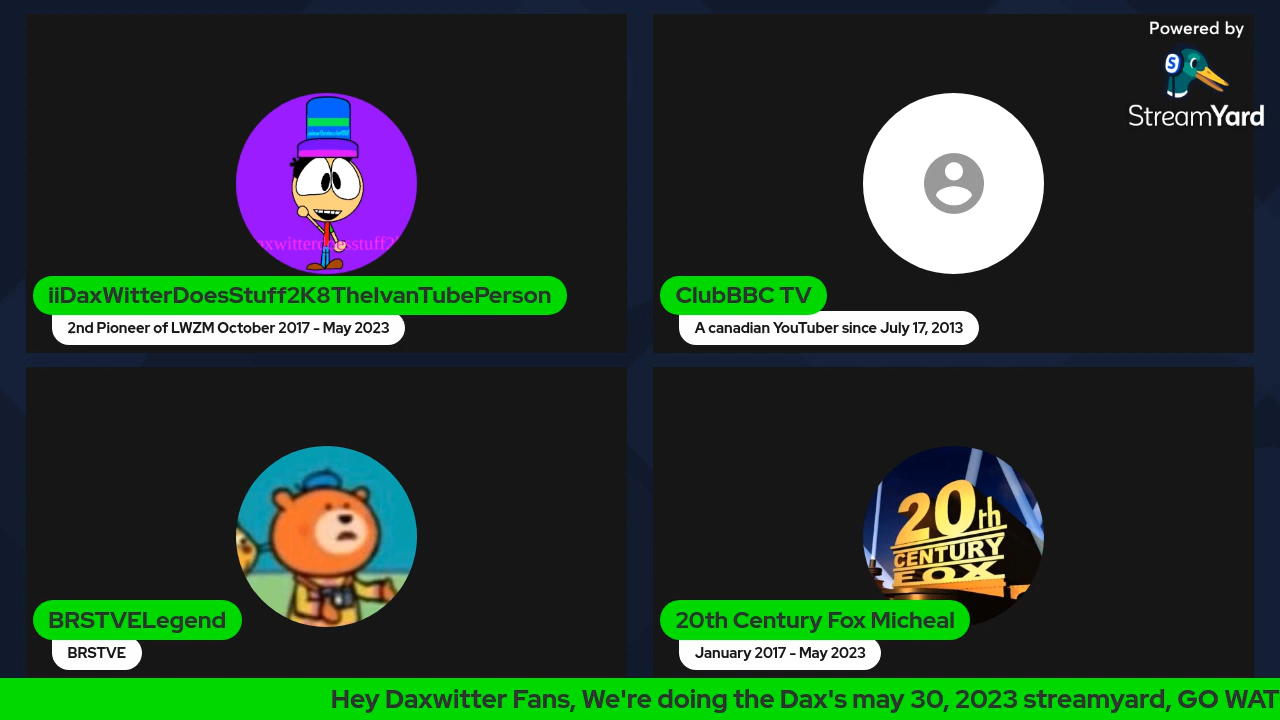 Powered by
StreamYard
iiDaxWitterDoesStuff2K8TheIvanTubePerson
2nd Pioneer of LWZM October 2017 - May 2023
ClubBBC TV
A canadian YouTuber since July 17, 2013
20th
CENTURY
FOX
BRSTVELegend
BRSTVE
20th Century Fox Micheal
January 2017 - May 2023
Hey Daxwitter Fans, We're doing the Dax's may 30, 2023 streamyard, GO WAT